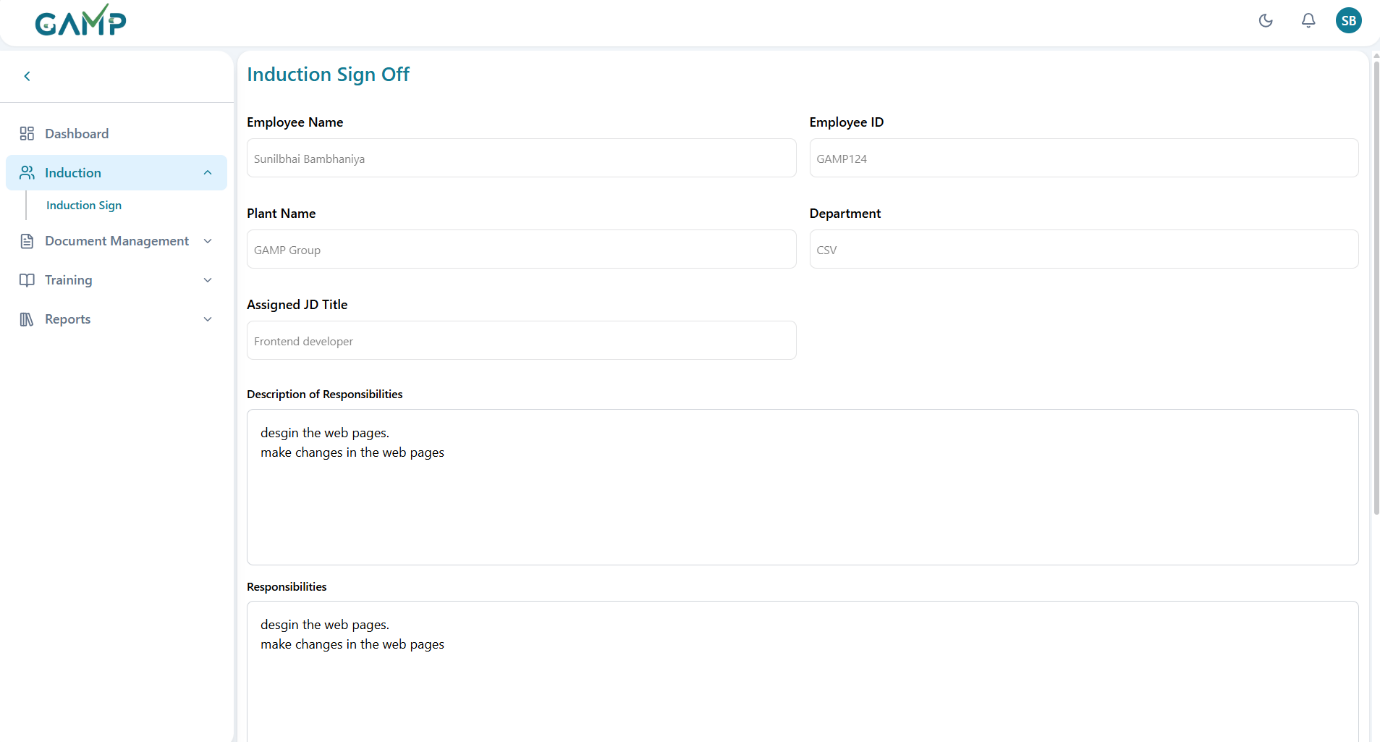 GAMP
SB
Dashboard
Induction
Induction Sign
Document Management
Training
Reports
Induction Sign Off
Employee Name
Employee ID
Sunilbhai Bambhaniya
GAMP124
Plant Name
Department
GAMP Group
CSV
Assigned JD Title
Frontend developer
Description of Responsibilities
desgin the web pages.
make changes in the web pages
Responsibilities
desgin the web pages.
make changes in the web pages